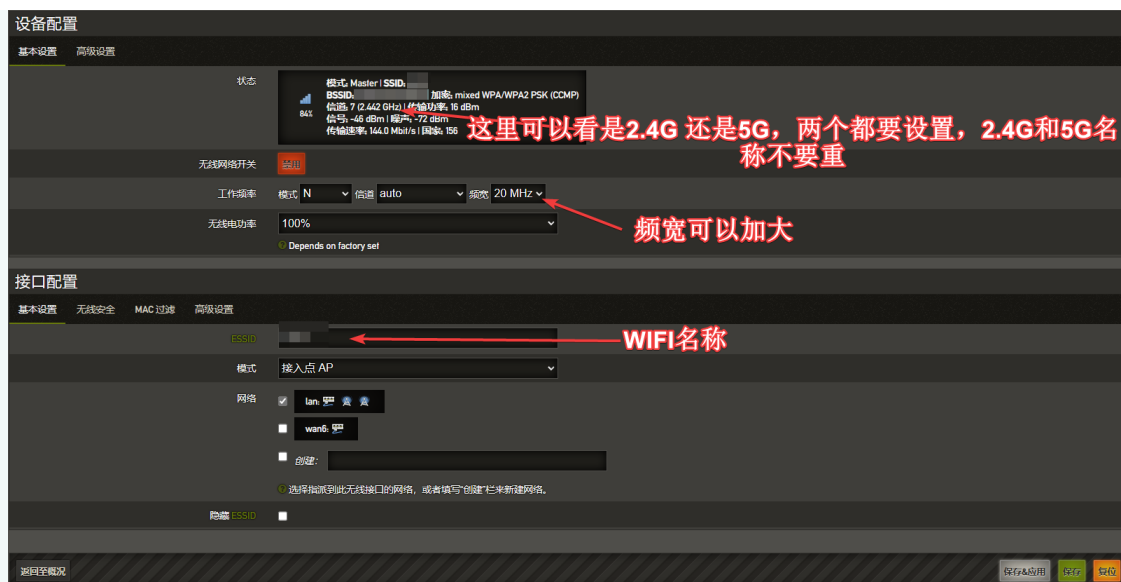 设备配置
基本设置 高级设置
状态
模式: Master | SSID:
BSSID: 加密: mixed WPA/WPA2 PSK (CCMP)
信道: 7 (2.442 GHz) | 传输功率: 16 dBm
84%
信号: -46 dBm | 噪声: -72 dBm
传输速率: 144.0 Mbit/s | 国家: 156
这里可以看是2.4G 还是5G，两个都要设置，2.4G和5G名
称不要重
无线网络开关 禁用
工作频率 模式 N 信道 auto 频宽 20 MHz
无线电功率 100%
频宽可以加大
Depends on factory set
接口配置
基本设置 无线安全 MAC 过滤 高级设置
ESSID
WIFI名称
模式 接入点 AP
网络 lan:
wan6:
创建:
选择指派到此无线接口的网络，或者填写"创建"栏来新建网络。
隐藏 ESSID
返回至概况 保存&应用 保存 复位